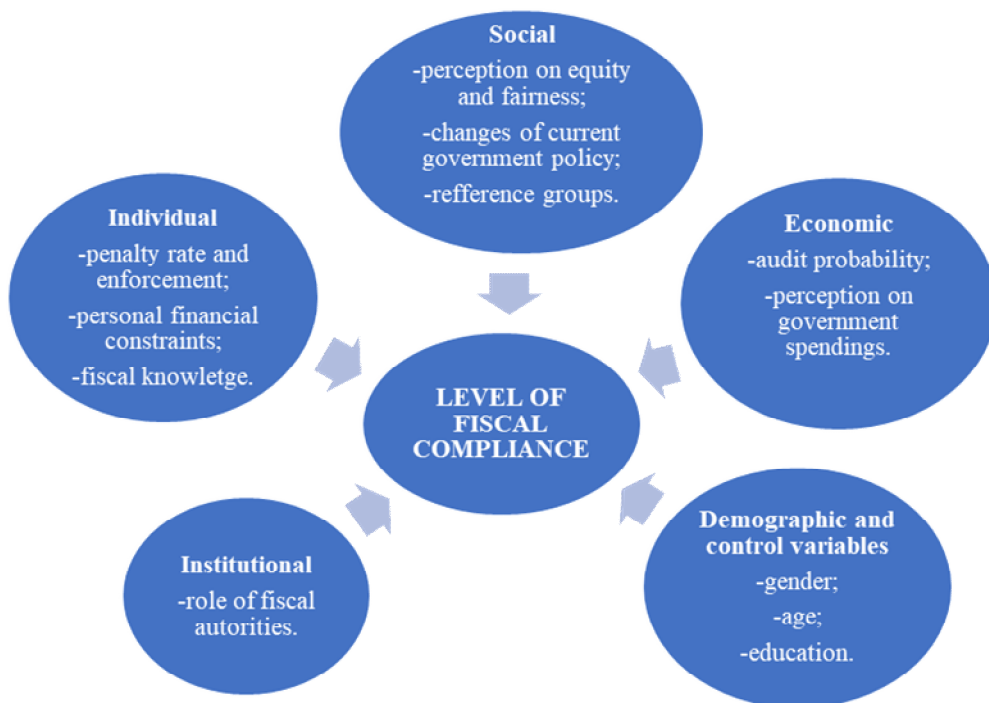 Social
-perception on equity
and fairness;
-changes of current
government policy;
-refference groups.
Individual
-penalty rate and
enforcement;
-personal financial
constraints;
-fiscal knowletge.
Economic
-audit probability;
-perception on
government
spendings.
LEVEL OF
FISCAL
COMPLIANCE
Institutional
-role of fiscal
autorities.
Demographic and
control variables
-gender;
-age;
-education.